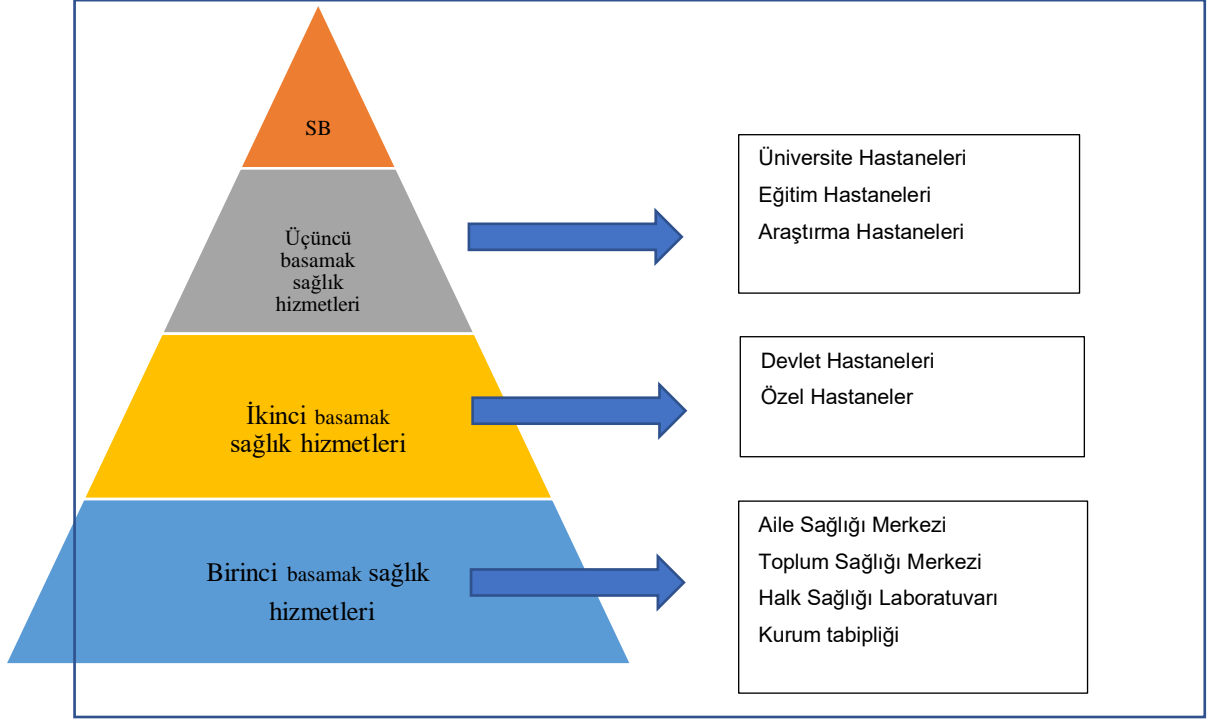 SB
Üçüncü
basamak
sağlık
hizmetleri
Üniversite Hastaneleri
Eğitim Hastaneleri
Araştırma Hastaneleri
İkinci basamak
sağlık hizmetleri
Devlet Hastaneleri
Özel Hastaneler
Birinci basamak sağlık
hizmetleri
Aile Sağlığı Merkezi
Toplum Sağlığı Merkezi
Halk Sağlığı Laboratuvarı
Kurum tabipliği